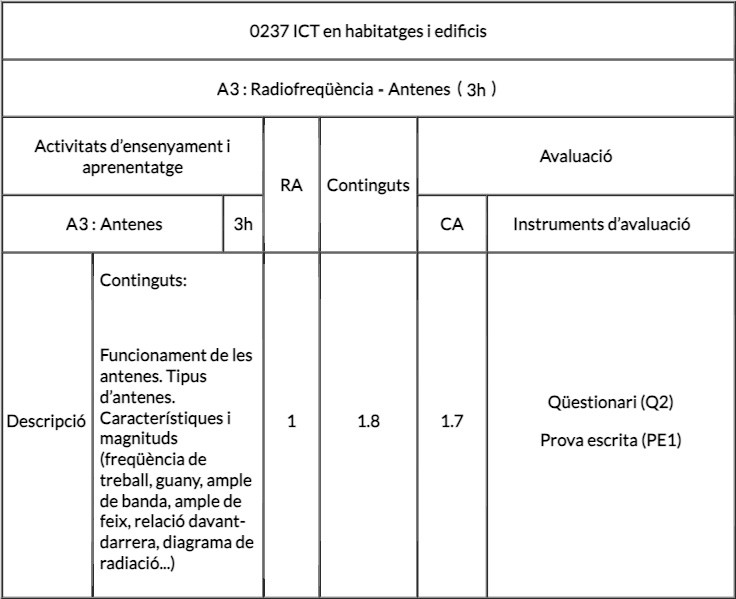 0237 ICT en habitatges i edificis
A3 : Radiofreqüència - Antenes ( 3h )
Activitats d’ensenyament i
aprenentatge
RA
Continguts
Avaluació
A3 : Antenes
3h
CA
Instruments d’avaluació
Descripció
Continguts:
Funcionament de les
antenes. Tipus
d’antenes.
Característiques i
magnituds
(freqüència de
treball, guany, ample
de banda, ample de
feix, relació davant-
darrera, diagrama de
radiació...)
1
1.8
1.7
Qüestionari (Q2)
Prova escrita (PE1)